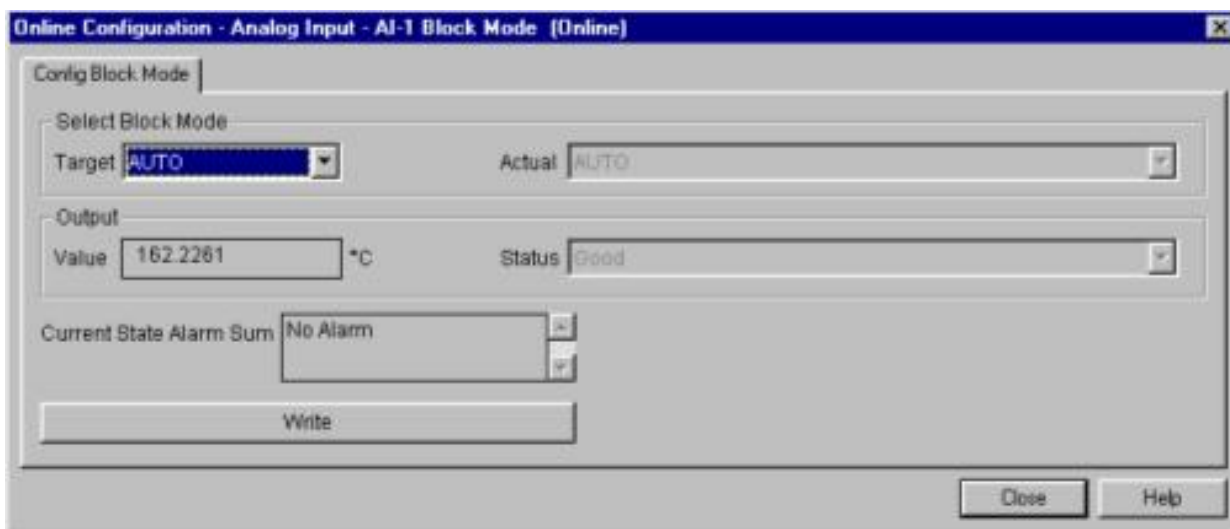 Online Configuration - Analog Input - AI-1 Block Mode (Online)
Config Block Mode
Select Block Mode
Target AUTO Actual AUTO
Output
Value 162.2261 °C Status Good
Current State Alarm Sum No Alarm
Write
Close Help